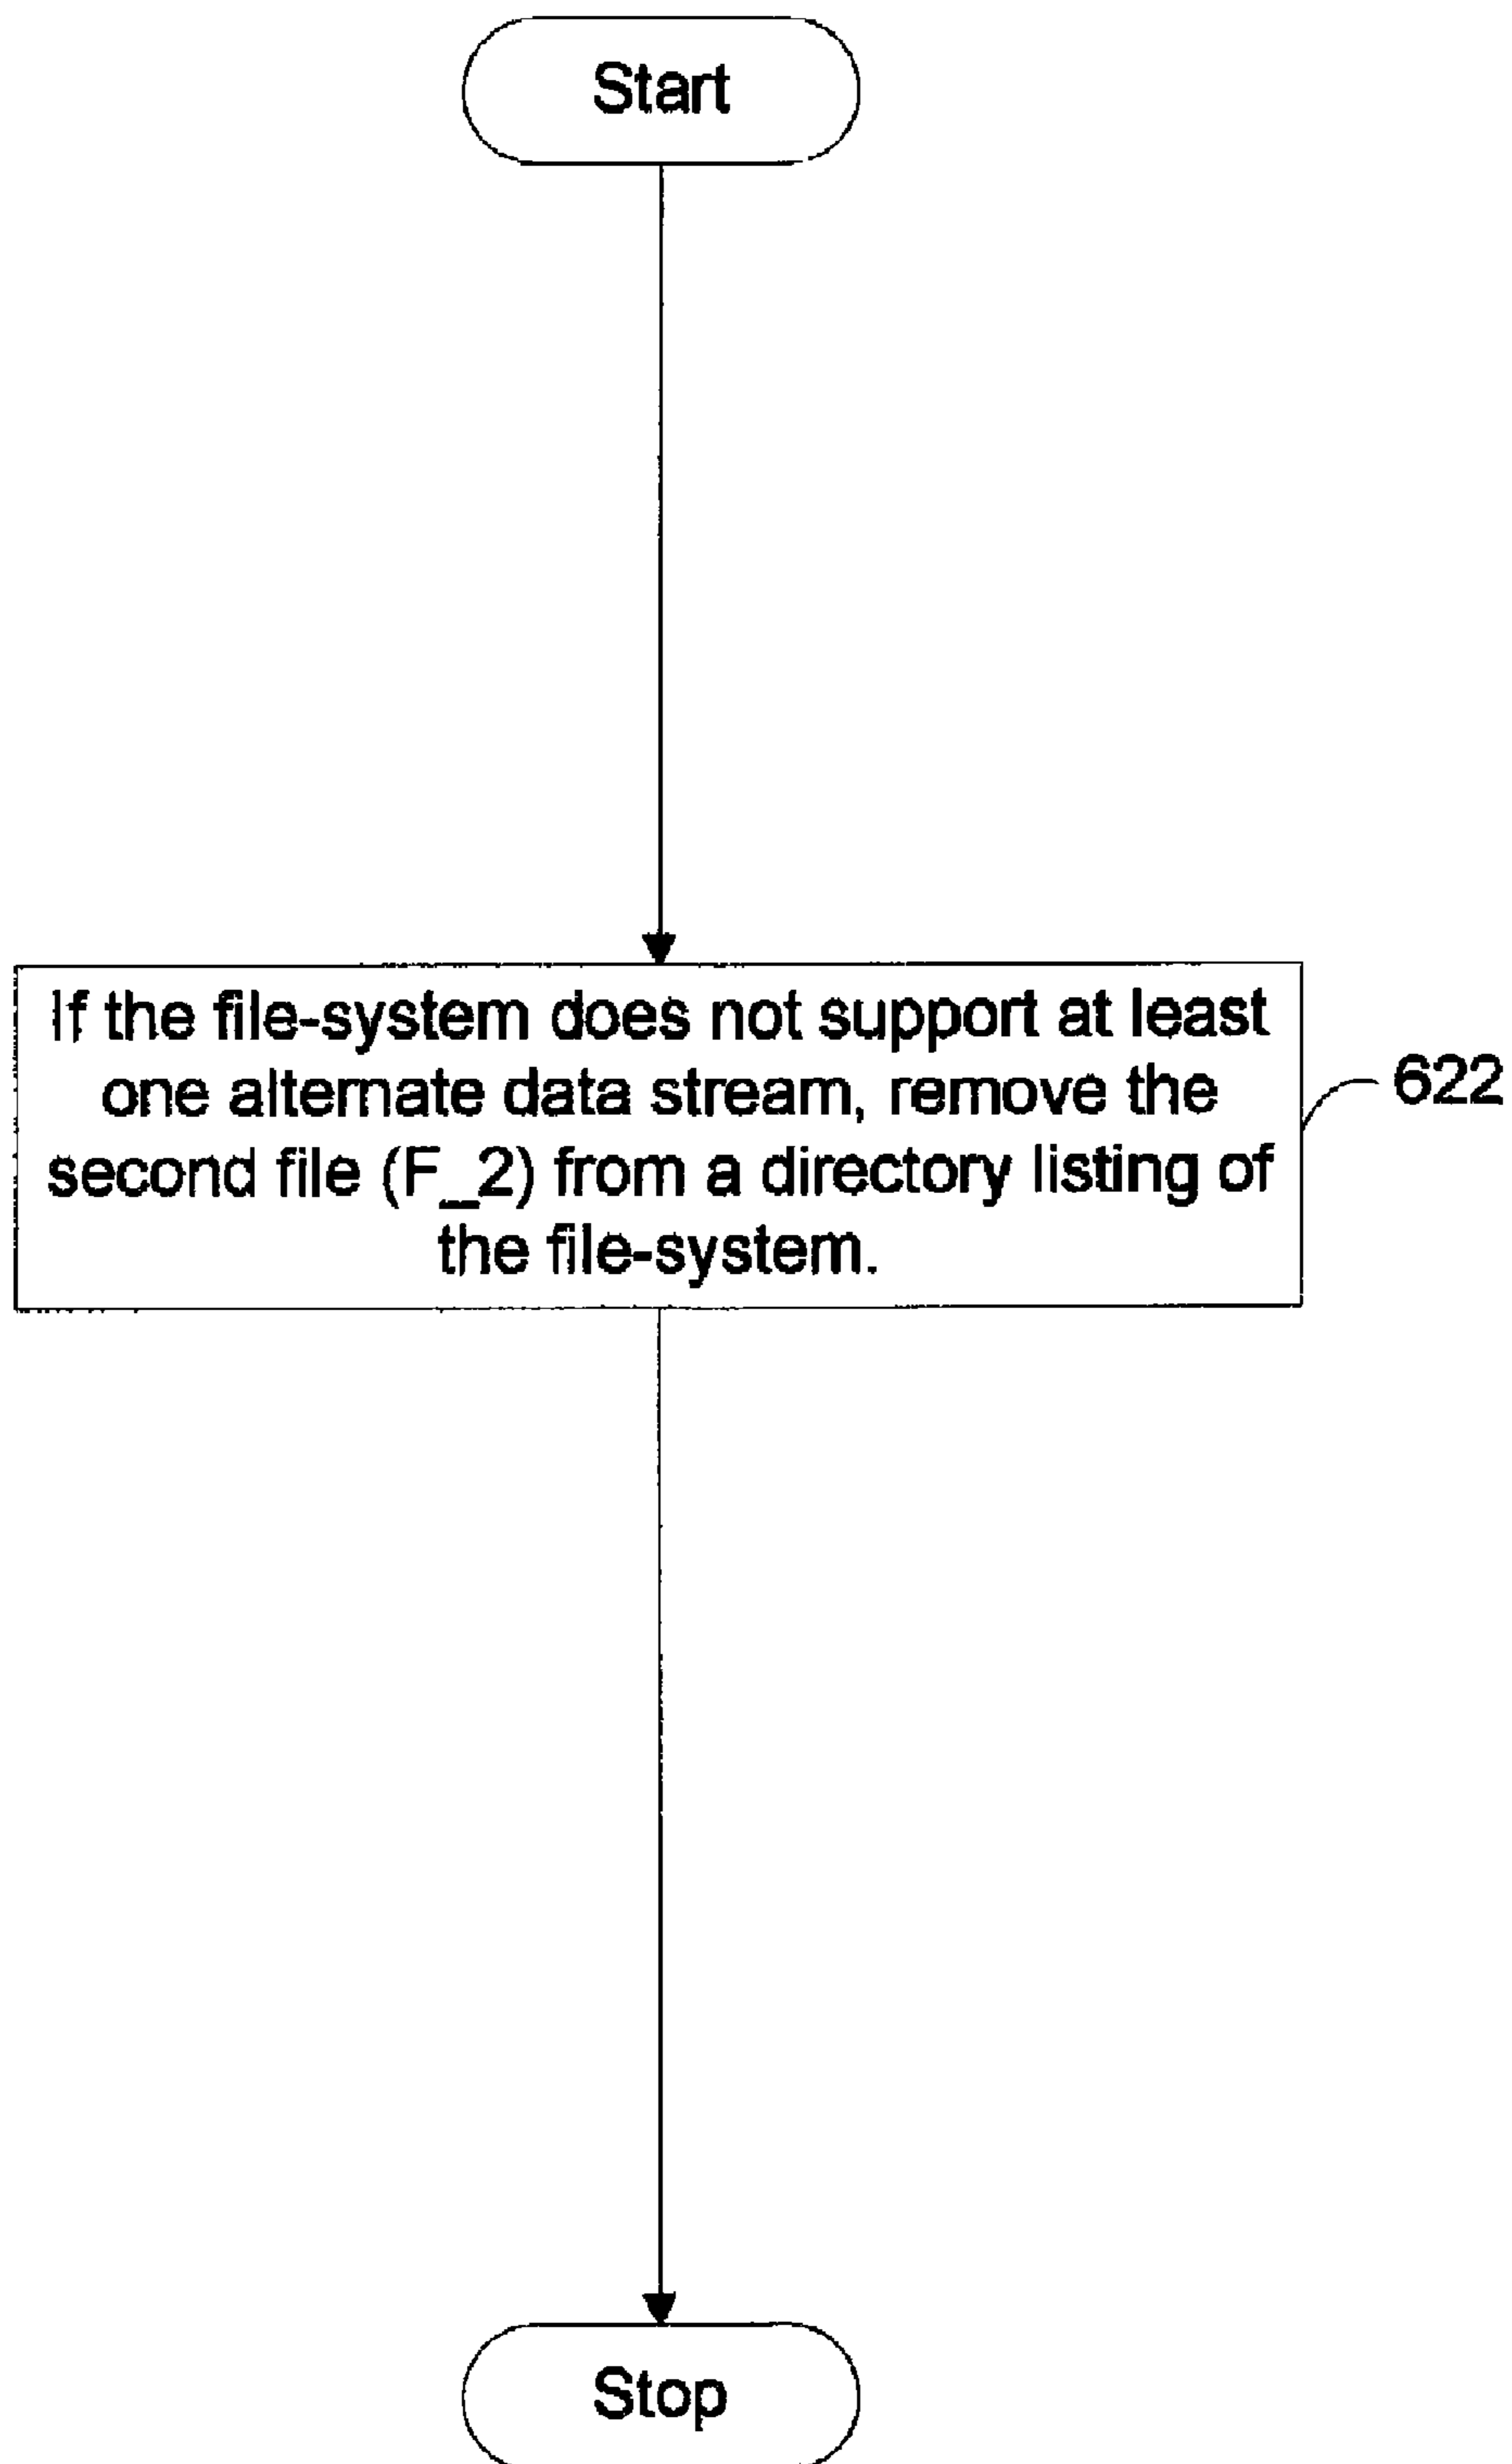 Start
If the file-system does not support at least
one alternate data stream, remove the
second file (F_2) from a directory listing of
the file-system.
622
Stop